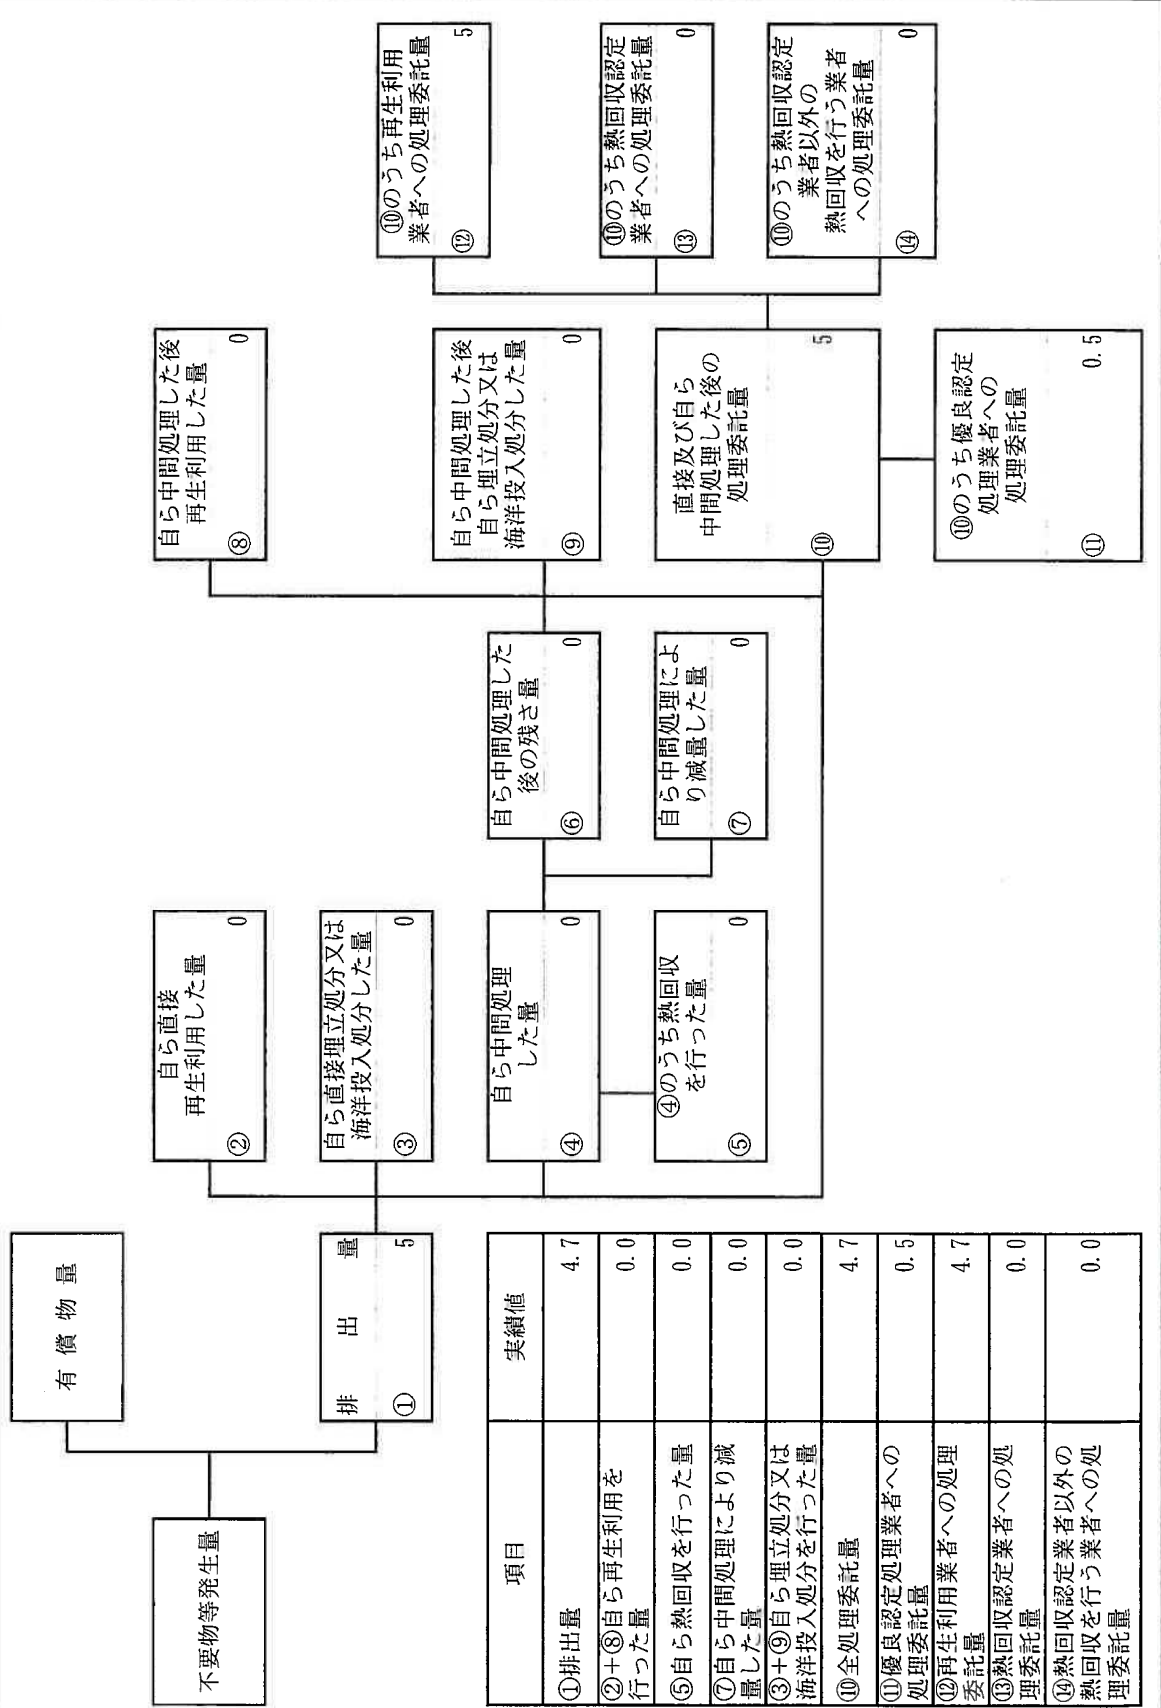 有 償 物 量
不要物等発生量
排 出 量
① 5
自ら直接
再生利用した量
② 0
自ら直接埋立処分又は
海洋投入処分した量
③ 0
自ら中間処理
した量
④ 0
④のうち熱回収
を行った量
⑤ 0
自ら中間処理した
後の残さ量
⑥ 0
自ら中間処理によ
り減量した量
⑦ 0
自ら中間処理した後
再生利用した量
⑧ 0
自ら中間処理した後
自ら埋立処分又は
海洋投入処分した量
⑨ 0
直接及び自ら
中間処理した後の
処理委託量
⑩ 5
⑩のうち優良認定
処理業者への
処理委託量
⑪ 0.5
⑩のうち再生利用
業者への処理委託量
⑫ 5
⑩のうち熱回収認定
業者への処理委託量
⑬ 0
⑩のうち熱回収認定
業者以外の
熱回収を行う業者
への処理委託量
⑭ 0
項目 実績値
①排出量 4.7
②+⑧自ら再生利用を
行った量 0.0
⑤自ら熱回収を行った量 0.0
⑦自ら中間処理により減
量した量 0.0
③+⑨自ら埋立処分又は
海洋投入処分を行った量 0.0
⑩全処理委託量 4.7
⑪優良認定処理業者への
処理委託量 0.5
⑫再生利用業者への処理
委託量 4.7
⑬熱回収認定業者への処
理委託量 0.0
⑭熱回収認定業者以外の
熱回収を行う業者への処
理委託量 0.0